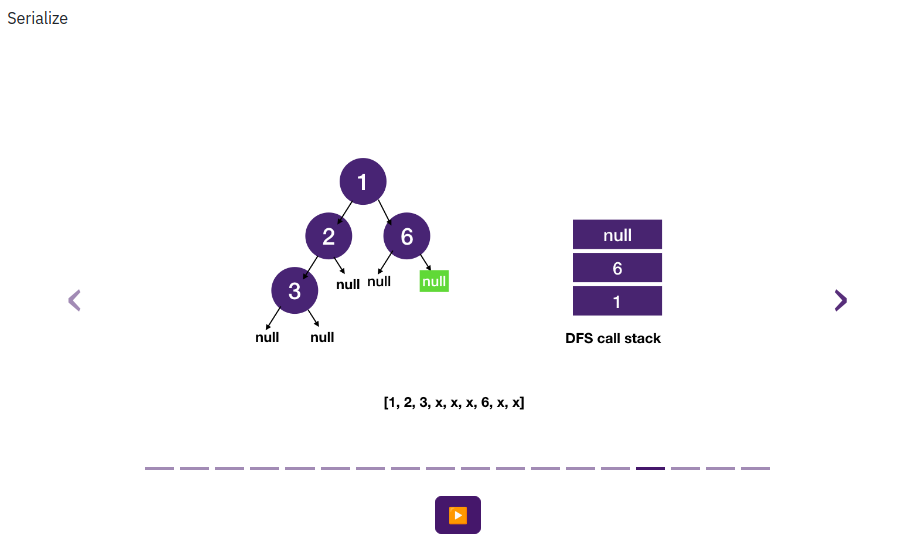 Serialize
1
2
6
3
null
null
null
null
null
null
6
1
DFS call stack
[1, 2, 3, x, x, x, 6, x, x]